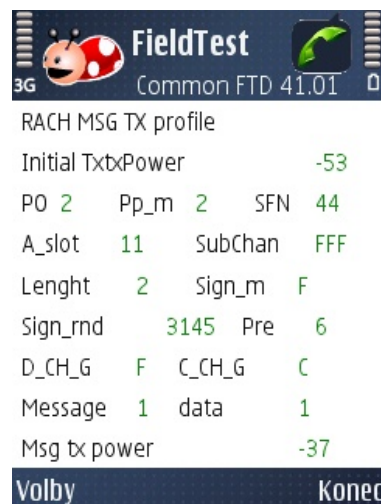 FieldTest
3G Common FTD 41.01
RACH MSG TX profile
Initial TxtxPower -53
PO 2 Pp_m 2 SFN 44
A_slot 11 SubChan FFF
Lenght 2 Sign_m F
Sign_rnd 3145 Pre 6
D_CH_G F C_CH_G C
Message 1 data 1
Msg tx power -37
Volby Konec